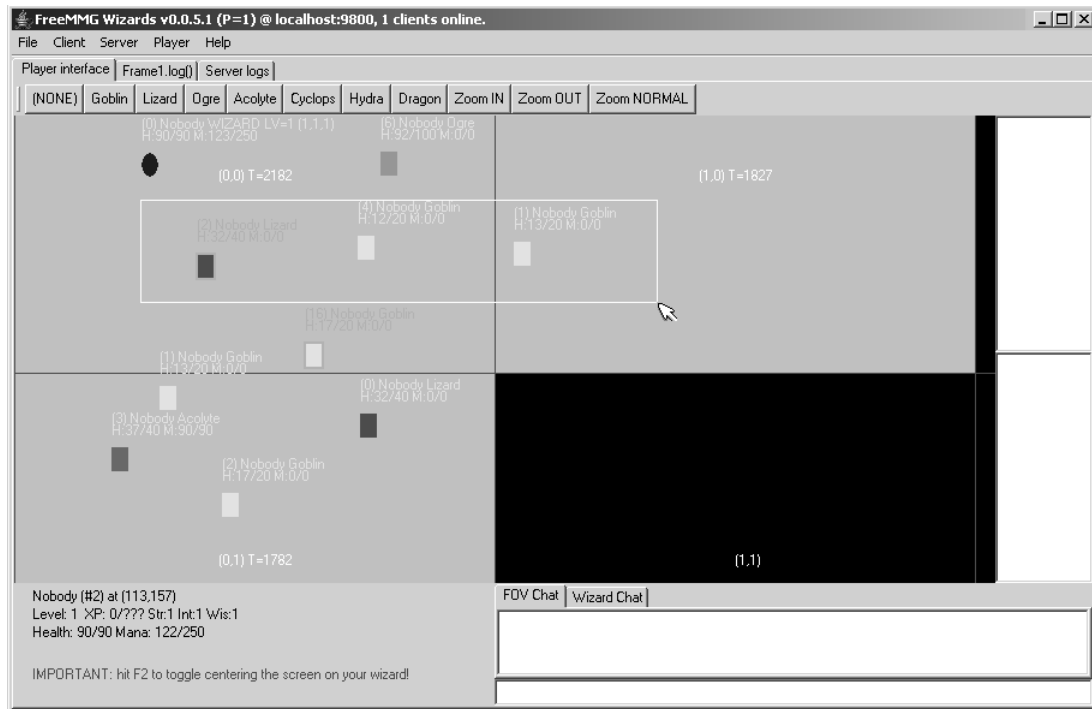 FreeMMG Wizards v0.0.5.1 (P=1) @ localhost:9800, 1 clients online.
File Client Server Player Help
Player interface Frame1.log() Server logs
(NONE) Goblin Lizard Ogre Acolyte Cyclops Hydra Dragon Zoom IN Zoom OUT Zoom NORMAL
(0) Nobody WIZARD LV=1 (1,1,1)
H:90/90 M:123/250
(6) Nobody Ogre
H:92/100 M:0/0
(0,0) T=2182
(1,0) T=1827
(4) Nobody Goblin
H:12/20 M:0/0
(1) Nobody Goblin
H:13/20 M:0/0
(2) Nobody Lizard
H:32/40 M:0/0
(16) Nobody Goblin
H:17/20 M:0/0
(1) Nobody Goblin
H:13/20 M:0/0
(0) Nobody Lizard
H:32/40 M:0/0
(3) Nobody Acolyte
H:37/40 M:90/90
(2) Nobody Goblin
H:17/20 M:0/0
(0,1) T=1782
(1,1)
Nobody (#2) at (113,157)
Level: 1 XP: 0/??? Str:1 Int:1 Wis:1
Health: 90/90 Mana: 122/250
IMPORTANT: hit F2 to toggle centering the screen on your wizard!
FOV Chat Wizard Chat